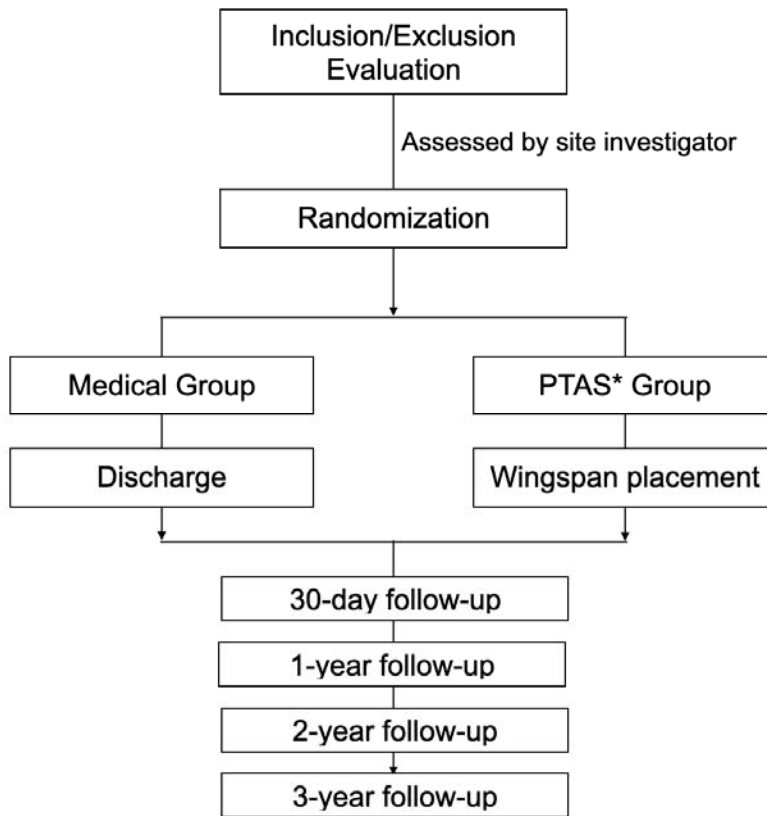 Inclusion/Exclusion
Evaluation
Assessed by site investigator
Randomization
Medical Group
PTAS* Group
Discharge
Wingspan placement
30-day follow-up
1-year follow-up
2-year follow-up
3-year follow-up